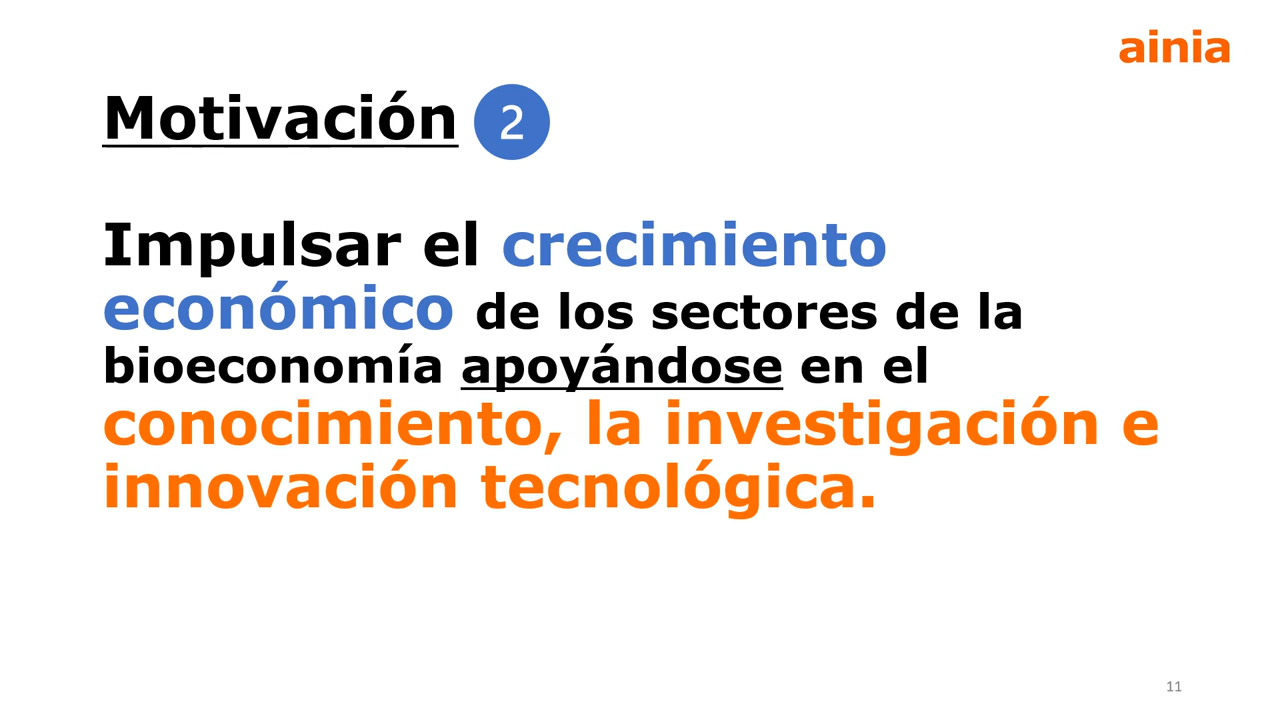 ainia
Motivación 2
Impulsar el crecimiento
económico de los sectores de la
bioeconomía apoyándose en el
conocimiento, la investigación e
innovación tecnológica.
11